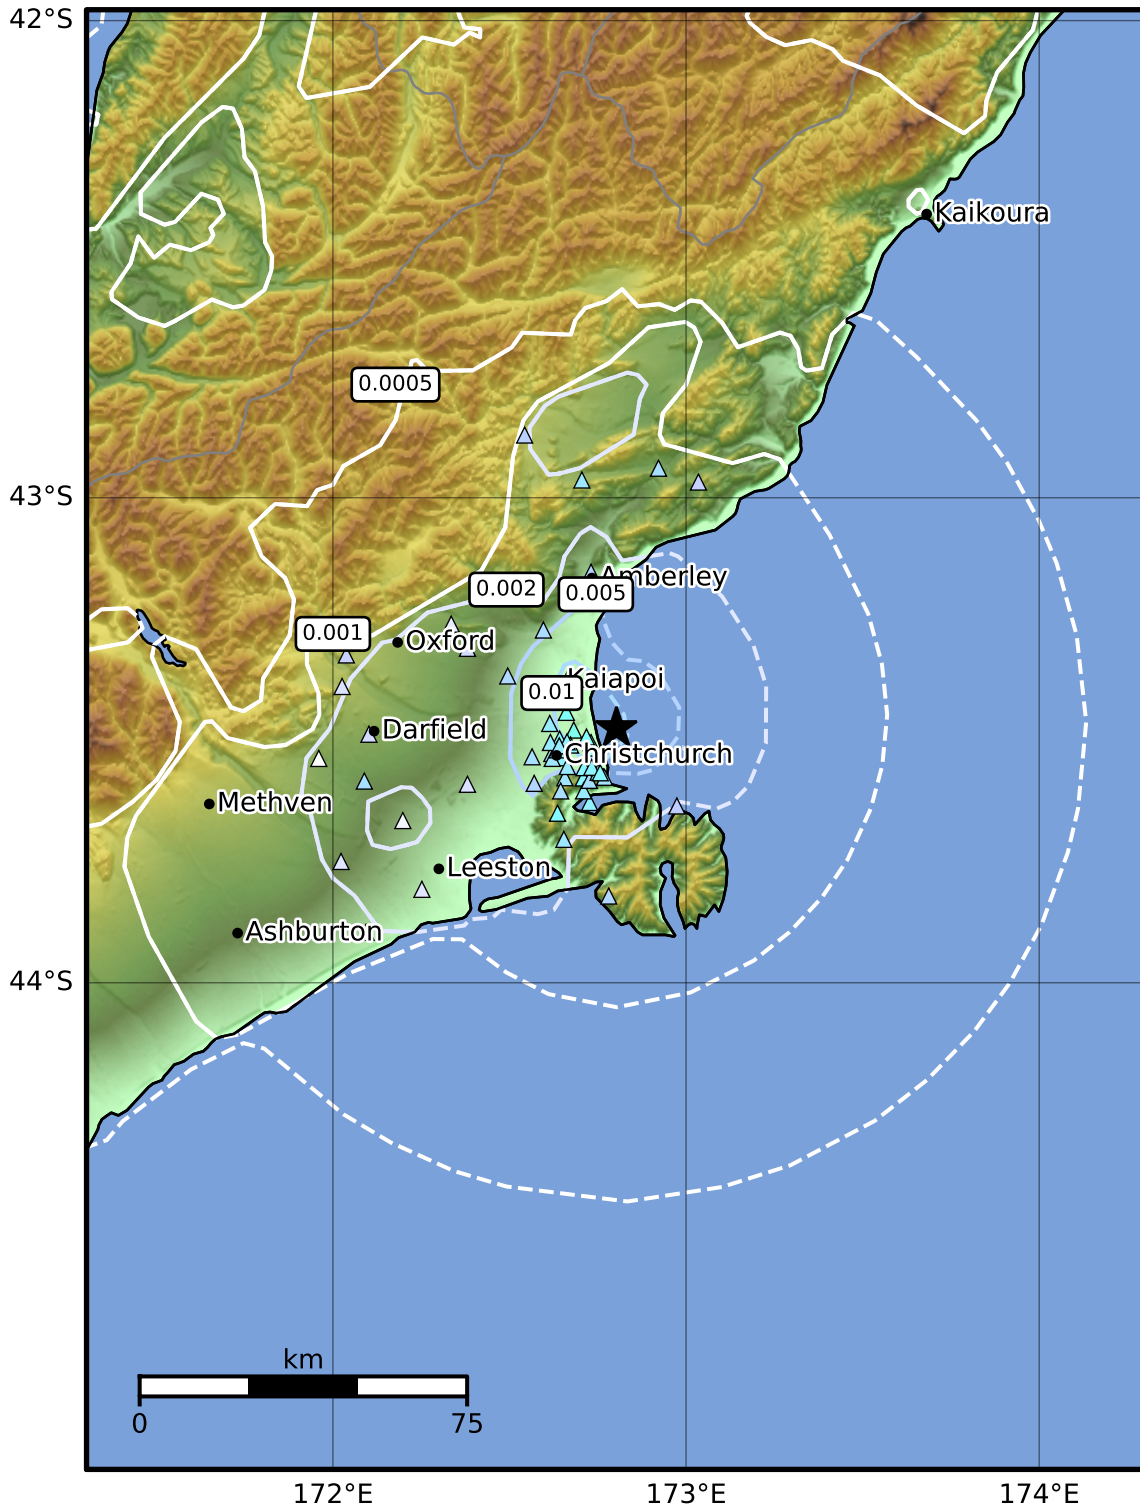 42°S
Kaikoura
0.0005
43°S
Amberley
0.002
0.005
0.001
Oxford
Kaiapoi
0.01
Darfield
Christchurch
Methven
Leeston
Ashburton
44°S
km
0
75
172°E
173°E
174°E